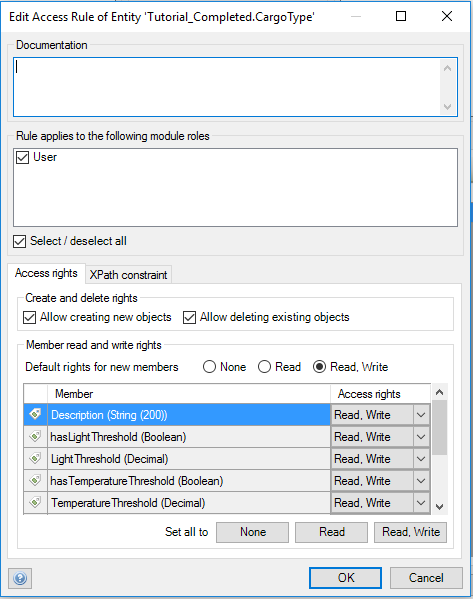 Edit Access Rule of Entity 'Tutorial_Completed.CargoType'
Documentation
Rule applies to the following module roles
User
Select / deselect all
Access rights XPath constraint
Create and delete rights
Allow creating new objects Allow deleting existing objects
Member read and write rights
Default rights for new members None Read Read, Write
Member Access rights
Description (String (200)) Read, Write
hasLightThreshold (Boolean) Read, Write
LightThreshold (Decimal) Read, Write
hasTemperatureThreshold (Boolean) Read, Write
TemperatureThreshold (Decimal) Read, Write
Set all to None Read Read, Write
? OK Cancel